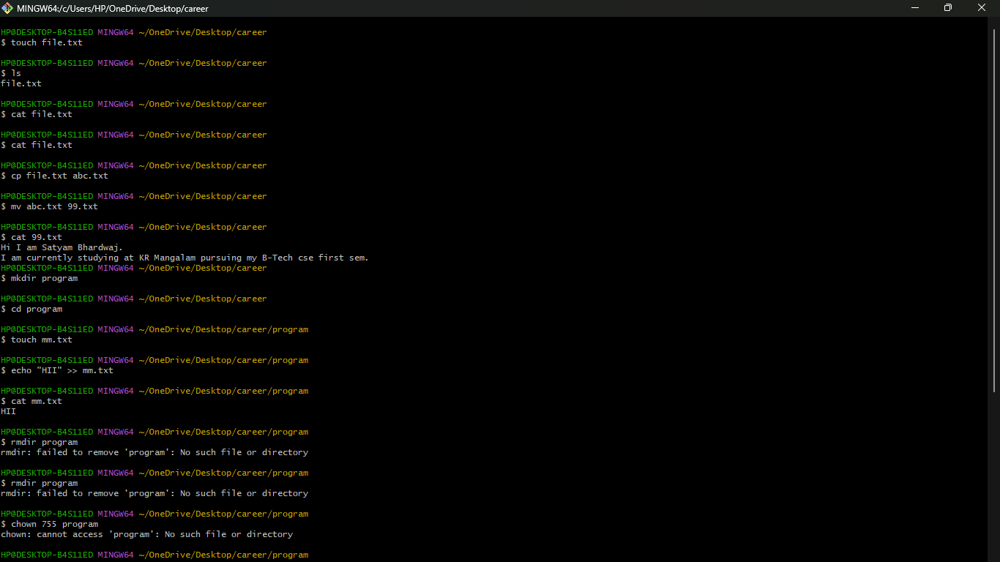 MINGW64:/c/Users/HP/OneDrive/Desktop/career
HP@DESKTOP-B4S11ED MINGW64 ~/OneDrive/Desktop/career
$ touch file.txt
HP@DESKTOP-B4S11ED MINGW64 ~/OneDrive/Desktop/career
$ ls
file.txt
HP@DESKTOP-B4S11ED MINGW64 ~/OneDrive/Desktop/career
$ cat file.txt
HP@DESKTOP-B4S11ED MINGW64 ~/OneDrive/Desktop/career
$ cat file.txt
HP@DESKTOP-B4S11ED MINGW64 ~/OneDrive/Desktop/career
$ cp file.txt abc.txt
HP@DESKTOP-B4S11ED MINGW64 ~/OneDrive/Desktop/career
$ mv abc.txt 99.txt
HP@DESKTOP-B4S11ED MINGW64 ~/OneDrive/Desktop/career
$ cat 99.txt
Hi I am Satyam Bhardwaj.
I am currently studying at KR Mangalam pursuing my B-Tech cse first sem.
HP@DESKTOP-B4S11ED MINGW64 ~/OneDrive/Desktop/career
$ mkdir program
HP@DESKTOP-B4S11ED MINGW64 ~/OneDrive/Desktop/career
$ cd program
HP@DESKTOP-B4S11ED MINGW64 ~/OneDrive/Desktop/career/program
$ touch mm.txt
HP@DESKTOP-B4S11ED MINGW64 ~/OneDrive/Desktop/career/program
$ echo "HII" >> mm.txt
HP@DESKTOP-B4S11ED MINGW64 ~/OneDrive/Desktop/career/program
$ cat mm.txt
HII
HP@DESKTOP-B4S11ED MINGW64 ~/OneDrive/Desktop/career/program
$ rmdir program
rmdir: failed to remove 'program': No such file or directory
HP@DESKTOP-B4S11ED MINGW64 ~/OneDrive/Desktop/career/program
$ rmdir program
rmdir: failed to remove 'program': No such file or directory
HP@DESKTOP-B4S11ED MINGW64 ~/OneDrive/Desktop/career/program
$ chown 755 program
chown: cannot access 'program': No such file or directory
HP@DESKTOP-B4S11ED MINGW64 ~/OneDrive/Desktop/career/program